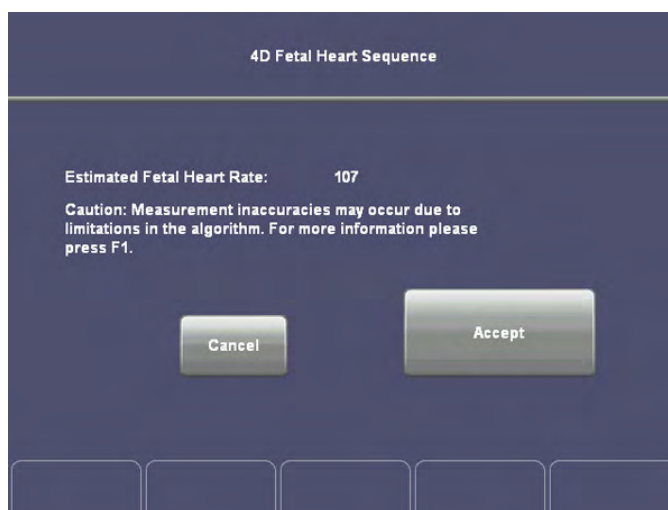 4D Fetal Heart Sequence
Estimated Fetal Heart Rate: 107
Caution: Measurement inaccuracies may occur due to
limitations in the algorithm. For more information please
press F1.
Cancel
Accept